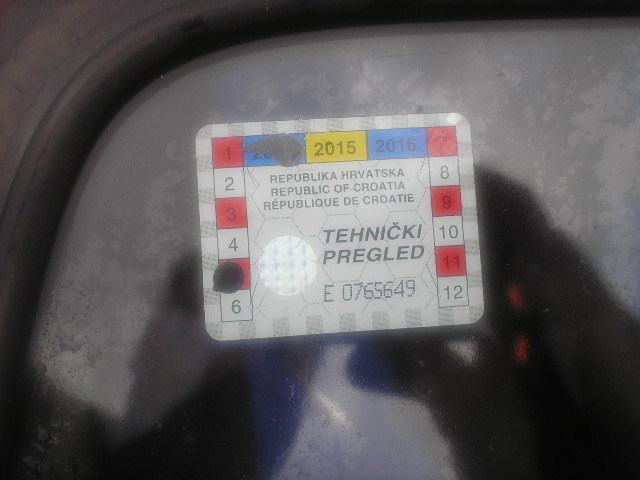 1 2015 2016 7
2 REPUBLIKA HRVATSKA 8
REPUBLIC OF CROATIA
3 RÉPUBLIQUE DE CROATIE 9
4 TEHNIČKI 10
PREGLED 11
6 E 0765649 12